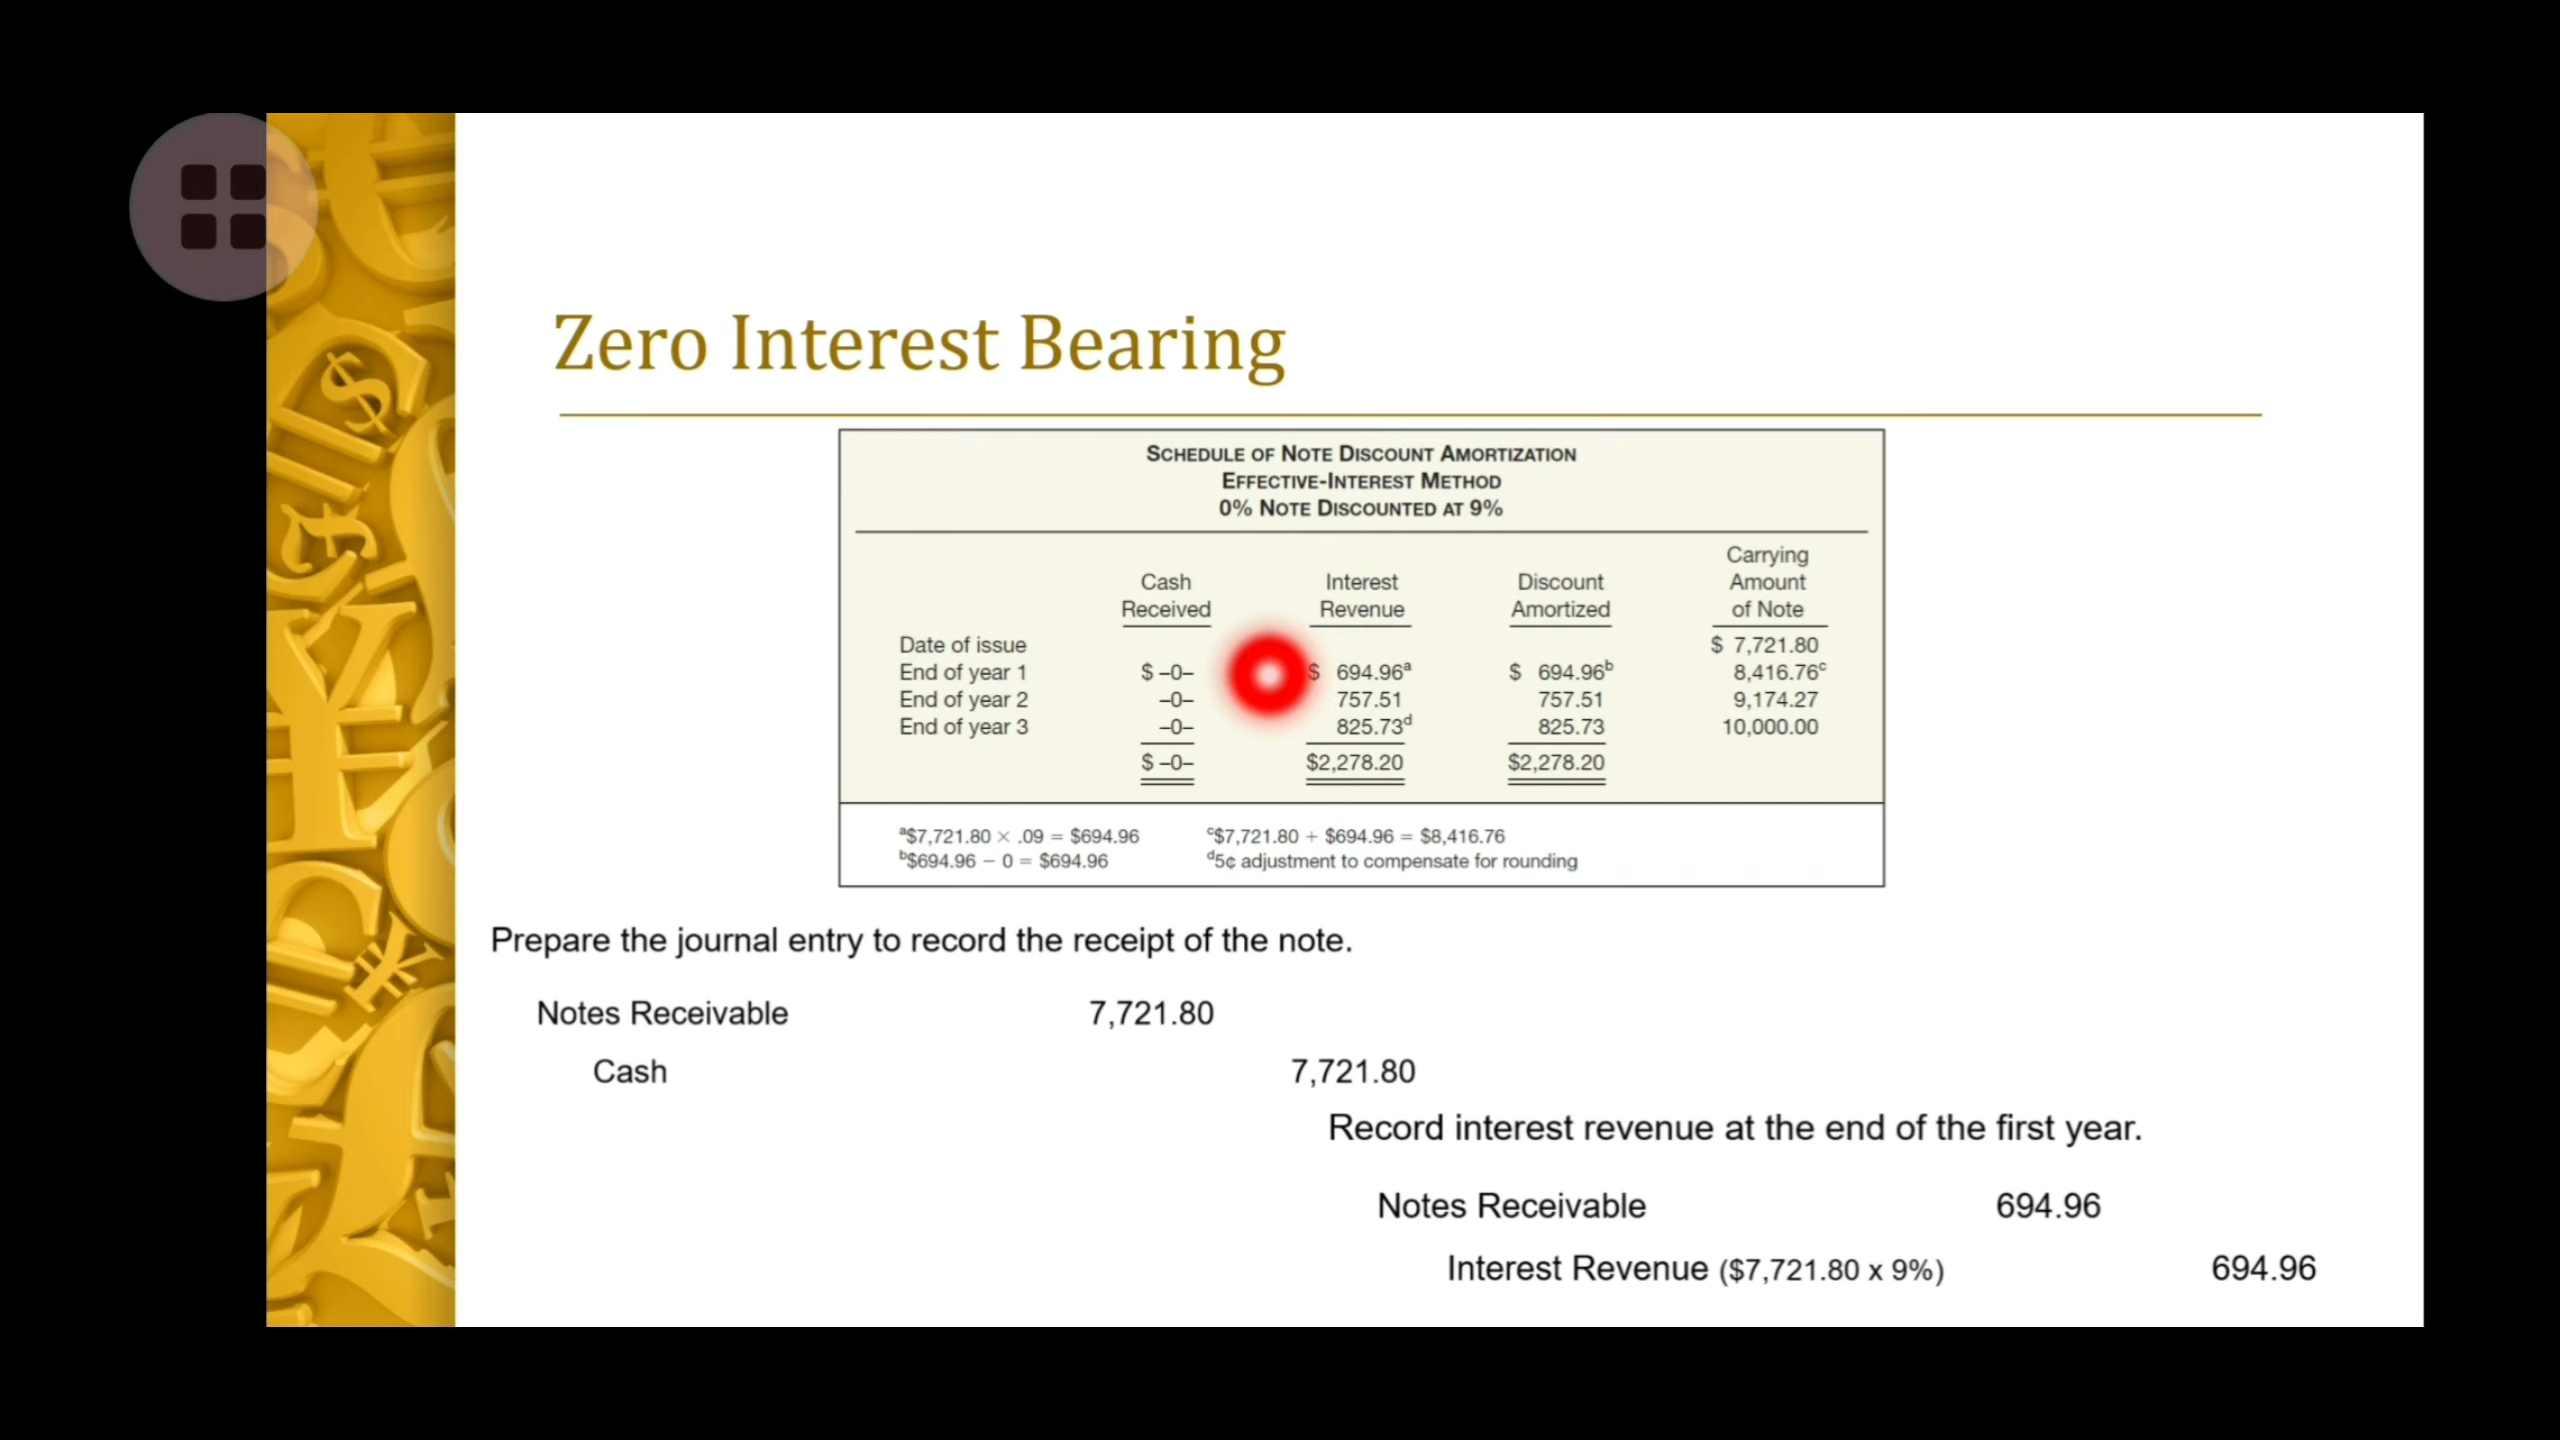 Zero Interest Bearing
SCHEDULE OF NOTE DISCOUNT AMORTIZATION
EFFECTIVE-INTEREST METHOD
0% NOTE DISCOUNTED AT 9%
Cash Received Interest Revenue Discount Amortized Carrying Amount of Note
Date of issue $ 7,721.80
End of year 1 $ –0– $ 694.96ᵃ $ 694.96ᵇ 8,416.76ᶜ
End of year 2 –0– 757.51 757.51 9,174.27
End of year 3 –0– 825.73ᵈ 825.73 10,000.00
$ –0– $2,278.20 $2,278.20
ᵃ$7,721.80 × .09 = $694.96 ᶜ$7,721.80 + $694.96 = $8,416.76
ᵇ$694.96 – 0 = $694.96 ᵈ5¢ adjustment to compensate for rounding
Prepare the journal entry to record the receipt of the note.
Notes Receivable 7,721.80
Cash 7,721.80
Record interest revenue at the end of the first year.
Notes Receivable 694.96
Interest Revenue ($7,721.80 x 9%) 694.96